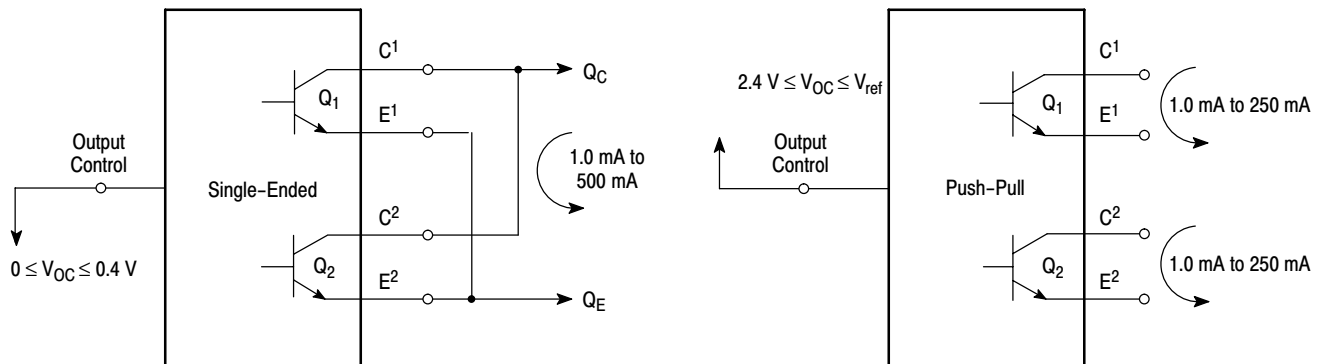 C1
Q1
E1
QC
Output
Control
Single–Ended
1.0 mA to
500 mA
C2
Q2
E2
QE
0 ≤ VOC ≤ 0.4 V
2.4 V ≤ VOC ≤ Vref
C1
Q1
E1
1.0 mA to 250 mA
Output
Control
Push–Pull
C2
Q2
E2
1.0 mA to 250 mA